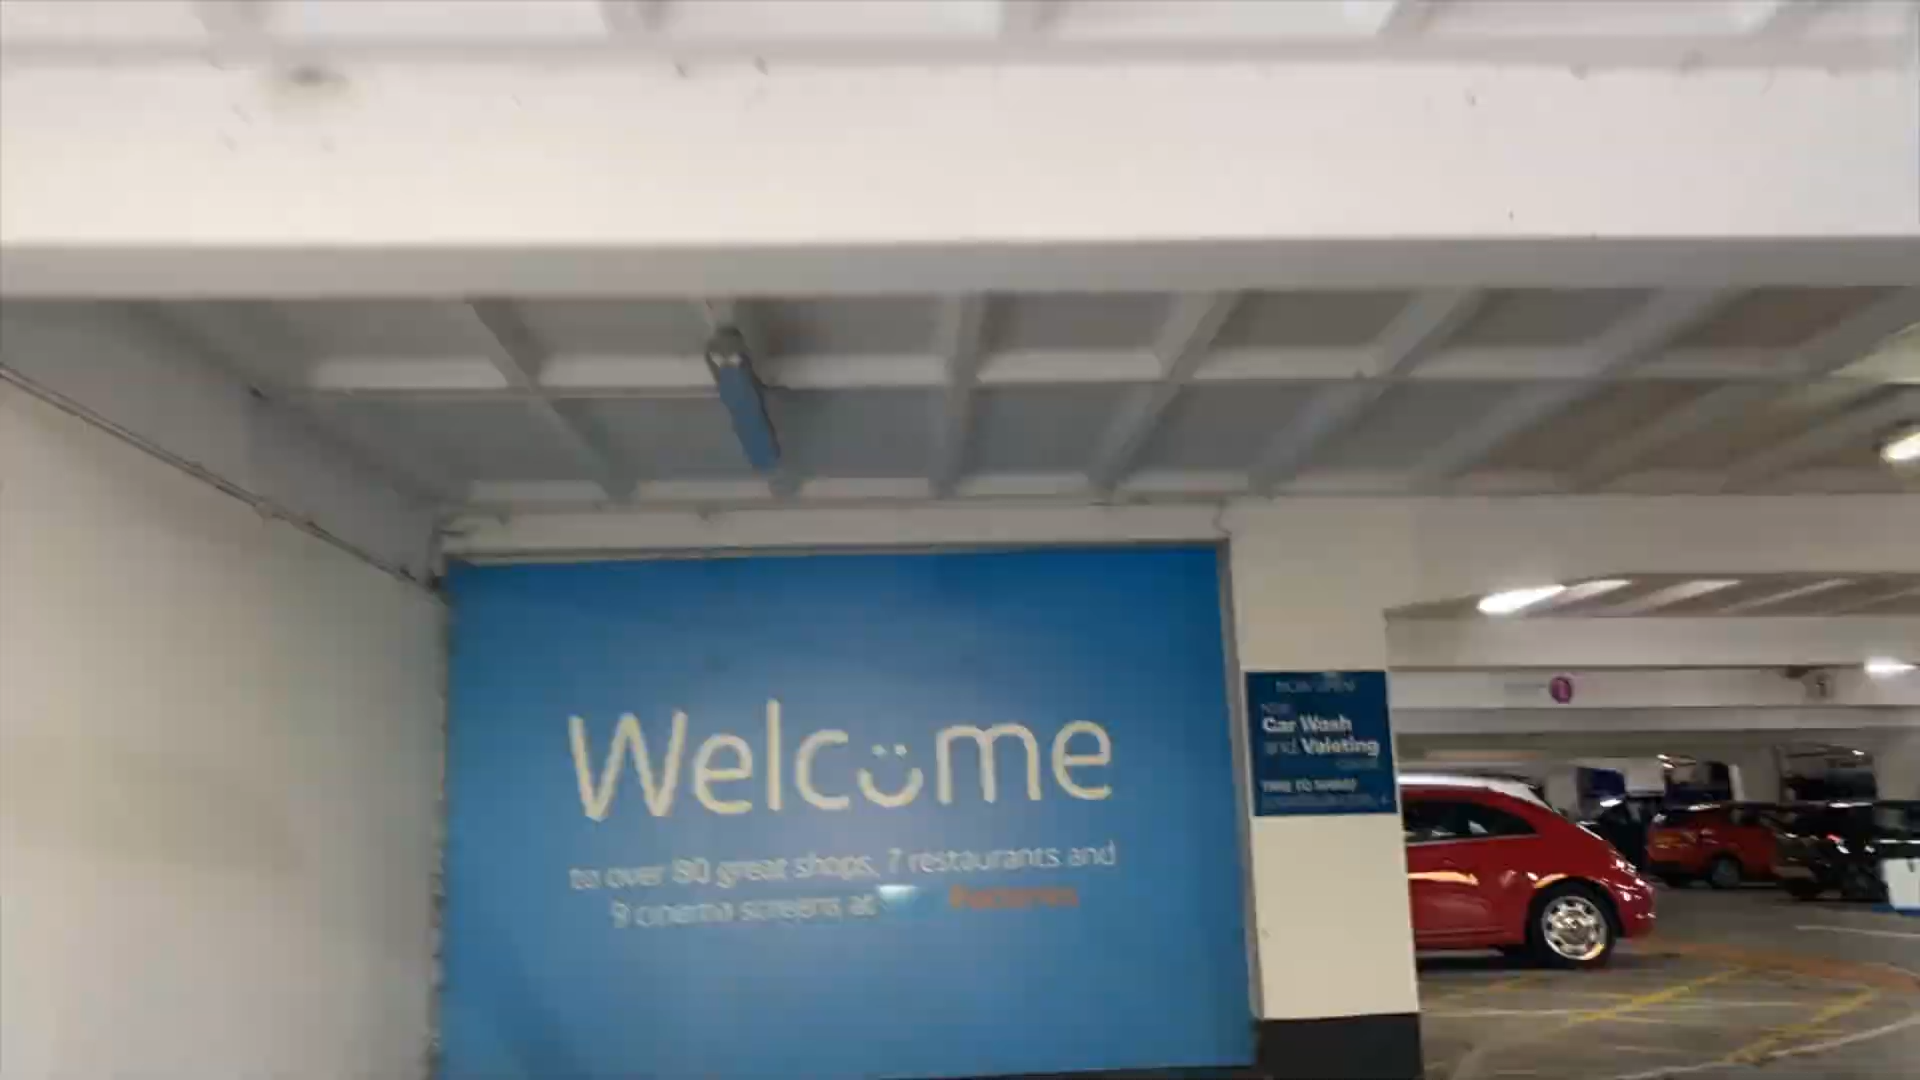 Welcome
to over 80 great shops, 7 restaurants and
9 cinema screens at
NOW OPEN
Car Wash
and Valeting